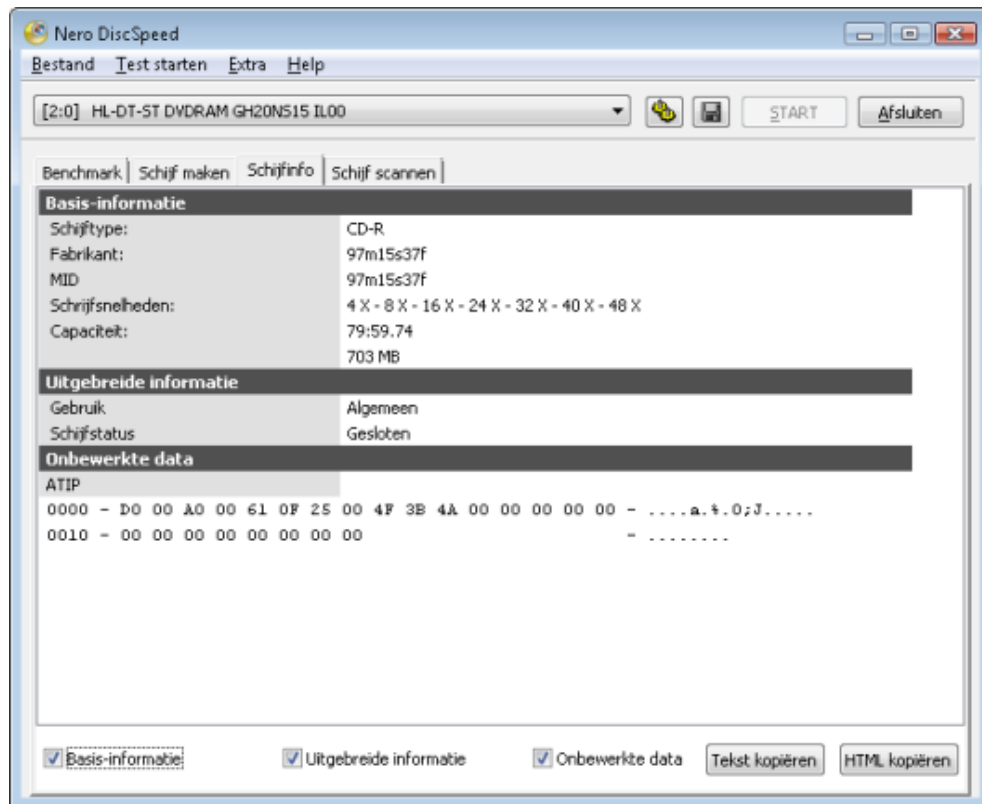 Nero DiscSpeed
Bestand Test starten Extra Help
[2:0] HL-DT-ST DVDRAM GH20NS15 IL00 START Afsluiten
Benchmark Schijf maken Schijfinfo Schijf scannen
Basis-informatie
Schijftype: CD-R
Fabrikant: 97m15s37f
MID 97m15s37f
Schrijfsnelheden: 4 X - 8 X - 16 X - 24 X - 32 X - 40 X - 48 X
Capaciteit: 79:59.74
703 MB
Uitgebreide informatie
Gebruik Algemeen
Schijfstatus Gesloten
Onbewerkte data
ATIP
0000 - D0 00 A0 00 61 0F 25 00 4F 3B 4A 00 00 00 00 00 - ....a.%.O;J.....
0010 - 00 00 00 00 00 00 00 00 - ........
Basis-informatie Uitgebreide informatie Onbewerkte data Tekst kopiëren HTML kopiëren